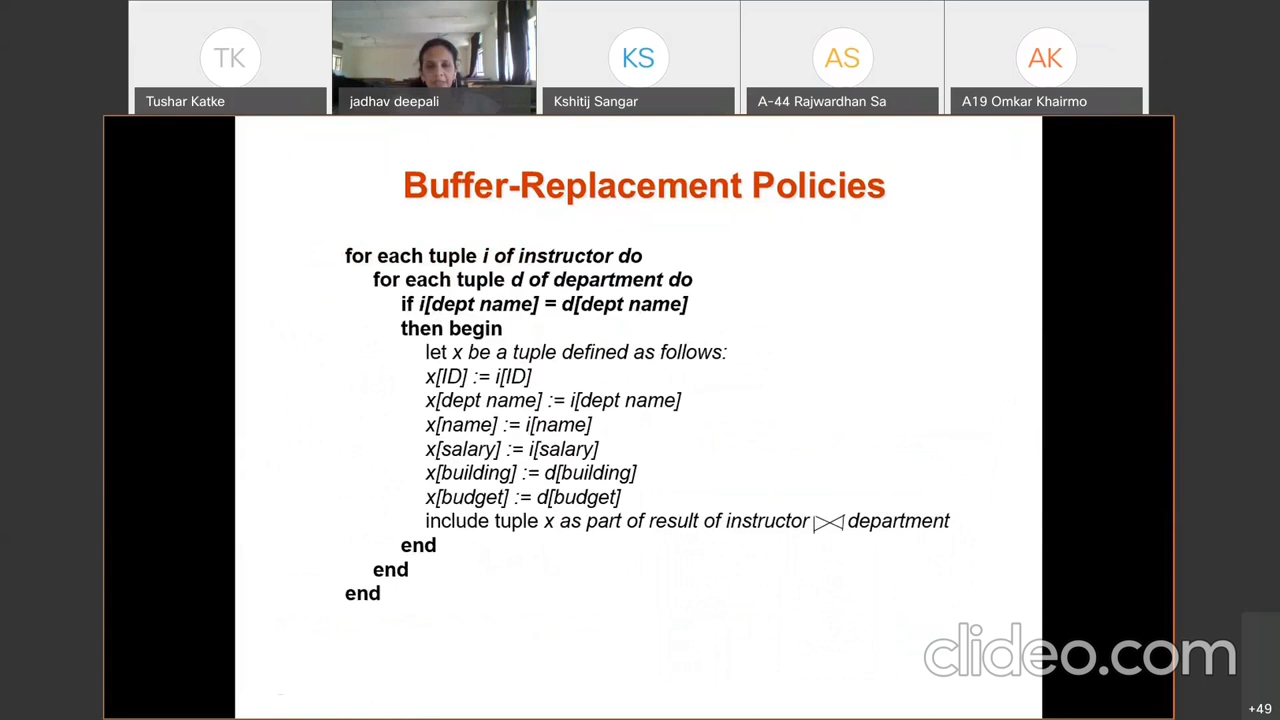 TK
KS
AS
AK
Tushar Katke
jadhav deepali
Kshitij Sangar
A-44 Rajwardhan Sa
A19 Omkar Khairmo
Buffer-Replacement Policies
for each tuple i of instructor do
for each tuple d of department do
if i[dept name] = d[dept name]
then begin
let x be a tuple defined as follows:
x[ID] := i[ID]
x[dept name] := i[dept name]
x[name] := i[name]
x[salary] := i[salary]
x[building] := d[building]
x[budget] := d[budget]
include tuple x as part of result of instructor ⋈ department
end
end
end
clideo.com
+49